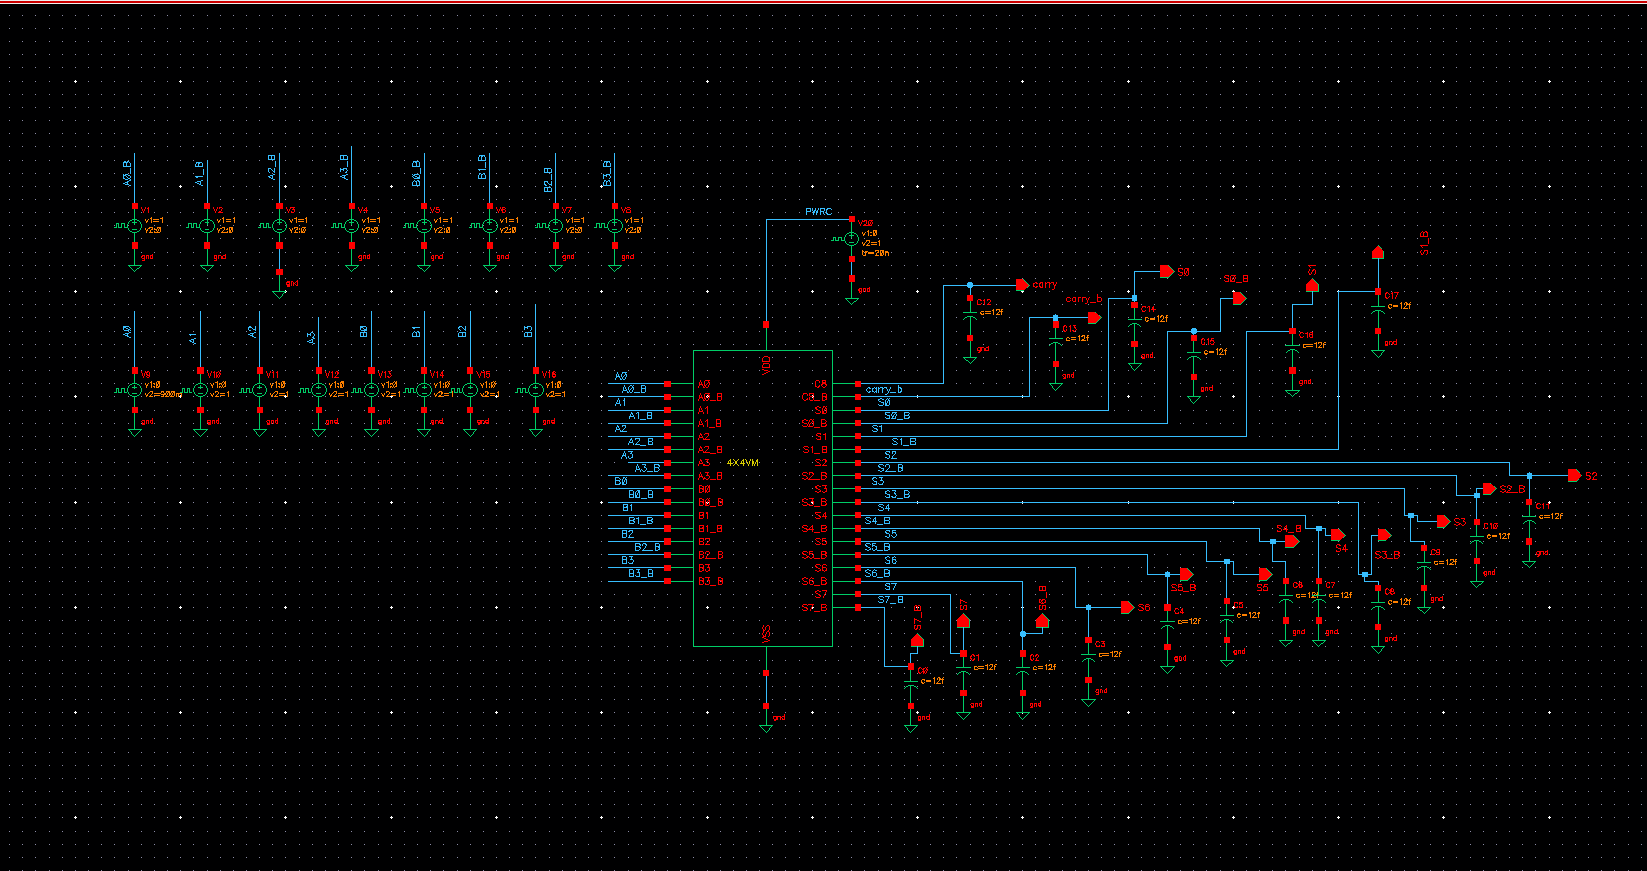 A0_B
A1_B
A2_B
A3_B
B0_B
B1_B
B2_B
B3_B
V1
v1=1
v2:0
gnd
V2
v1=1
v2:0
gnd
V3
v1=1
v2:0
gnd
V4
v1=1
v2:0
gnd
V5
v1=1
v2:0
gnd
V6
v1=1
v2:0
gnd
V7
v1=1
v2:0
gnd
V8
v1=1
v2:0
gnd
PWRC
V20
v1:0
v2=1
tr=20n
gnd
A0
A1
A2
A3
B0
B1
B2
B3
V9
v1:0
v2=900m
gnd
V10
v1:0
v2=1
gnd
V11
v1:0
v2=1
gnd
V12
v1:0
v2=1
gnd
V13
v1:0
v2=1
gnd
V14
v1:0
v2=1
gnd
V15
v1:0
v2=1
gnd
V16
v1:0
v2=1
gnd
A0
A0_B
A1
A1_B
A2
A2_B
A3
A3_B
B0
B0_B
B1
B1_B
B2
B2_B
B3
B3_B
VDD
A0
A0_B
A1
A1_B
A2
A2_B
A3
A3_B
B0
B0_B
B1
B1_B
B2
B2_B
B3
B3_B
4X4VM
VSS
gnd
S0
S0_B
S1
S1_B
S2
S2_B
S3
S3_B
S4
S4_B
S5
S5_B
S6
S6_B
S7
S7_B
carry_b
S0
S0_B
S1
S1_B
S2
S2_B
S3
S3_B
S4
S4_B
S5
S5_B
S6
S6_B
S7
S7_B
carry
C12
c=12f
gnd
carry_b
C13
c=12f
gnd
S0
C14
c=12f
gnd
S0_B
C15
c=12f
gnd
S1
C16
c=12f
gnd
S1_B
C17
c=12f
gnd
S2
C11
c=12f
gnd
S2_B
C10
c=12f
gnd
S3
C9
c=12f
gnd
S3_B
C8
c=12f
gnd
S4
C7
c=12f
gnd
S4_B
C6
c=12f
gnd
S5
C5
c=12f
gnd
S5_B
C4
c=12f
gnd
S6
C3
c=12f
gnd
S6_B
C2
c=12f
gnd
S7
C1
c=12f
gnd
S7_B
C0
c=12f
gnd